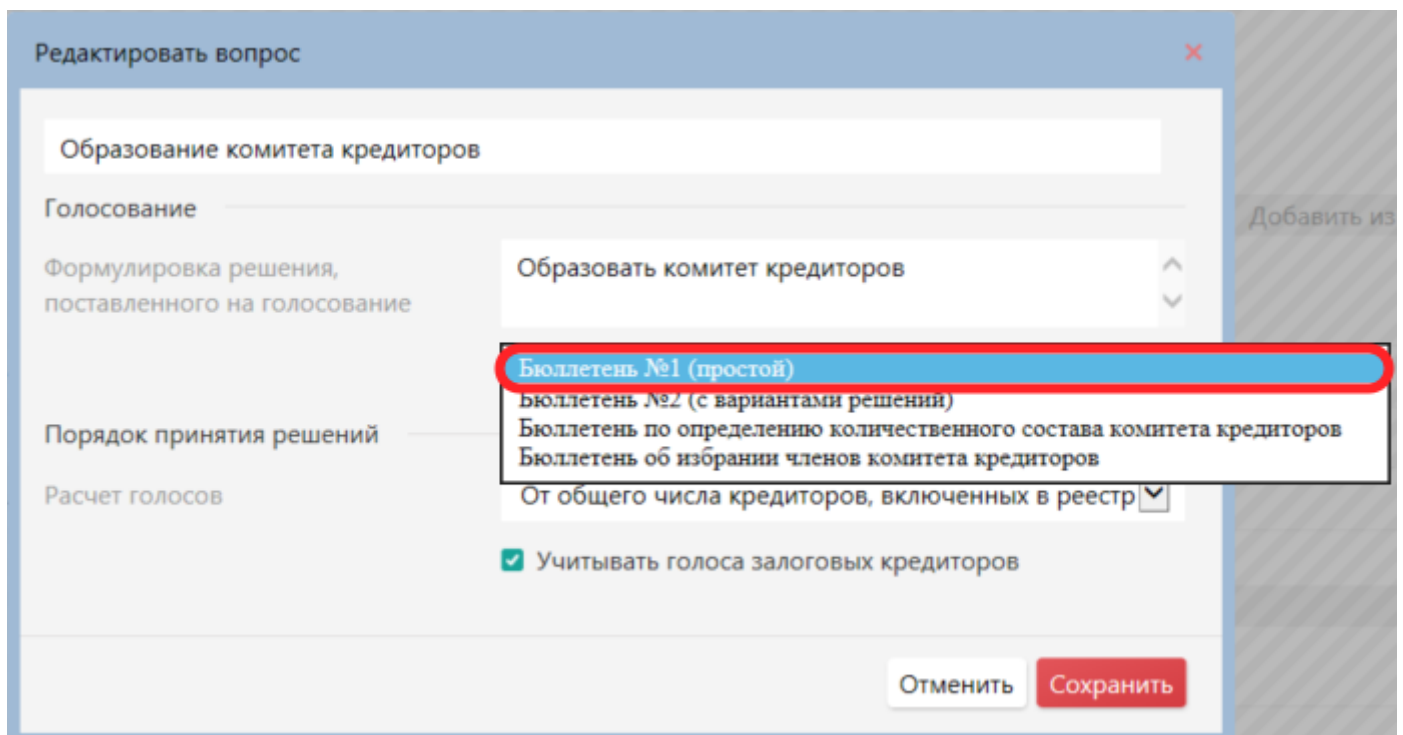 Редактировать вопрос
Образование комитета кредиторов
Голосование
Добавить из
Формулировка решения,
поставленного на голосование
Образовать комитет кредиторов
Бюллетень №1 (простой)
Бюллетень №2 (с вариантами решений)
Бюллетень по определению количественного состава комитета кредиторов
Бюллетень об избрании членов комитета кредиторов
Порядок принятия решений
Расчет голосов
От общего числа кредиторов, включенных в реестр
Учитывать голоса залоговых кредиторов
Отменить
Сохранить